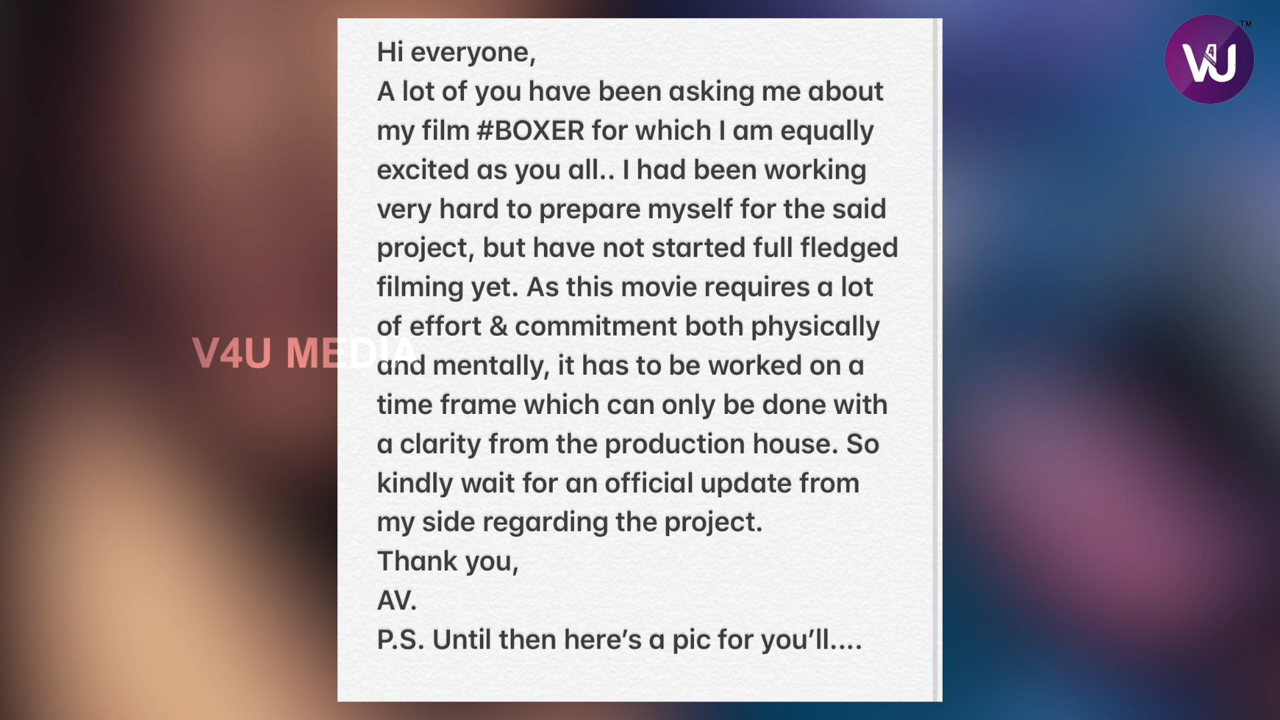 Hi everyone,
A lot of you have been asking me about
my film #BOXER for which I am equally
excited as you all.. I had been working
very hard to prepare myself for the said
project, but have not started full fledged
filming yet. As this movie requires a lot
of effort & commitment both physically
and mentally, it has to be worked on a
time frame which can only be done with
a clarity from the production house. So
kindly wait for an official update from
my side regarding the project.
Thank you,
AV.
P.S. Until then here's a pic for you'll....
V4U MEDIA
V4U
TM